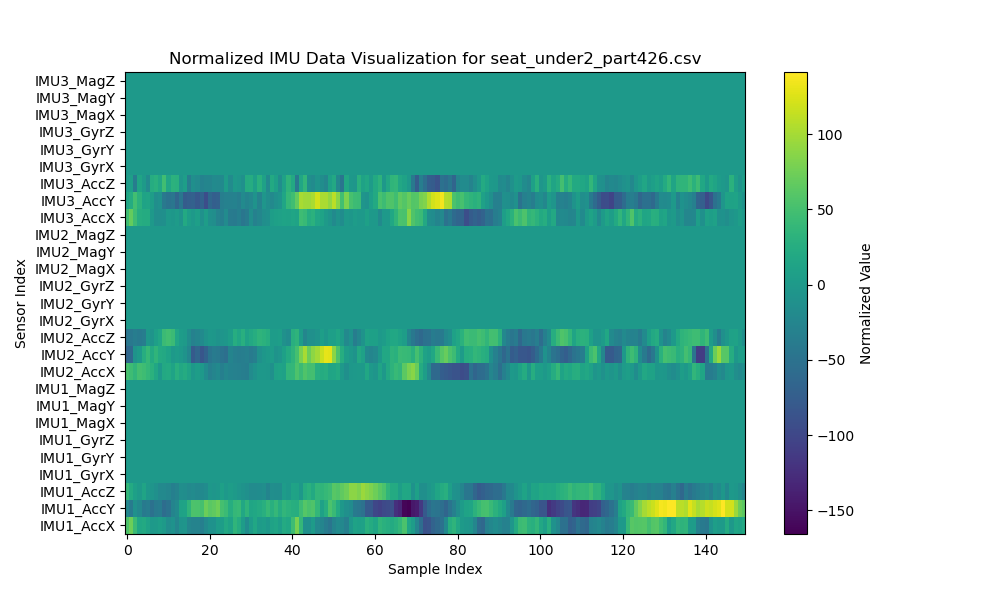 Normalized IMU Data Visualization for seat_under2_part426.csv
IMU3_MagZ
IMU3_MagY
IMU3_MagX
IMU3_GyrZ
IMU3_GyrY
IMU3_GyrX
IMU3_AccZ
IMU3_AccY
IMU3_AccX
IMU2_MagZ
IMU2_MagY
IMU2_MagX
IMU2_GyrZ
IMU2_GyrY
IMU2_GyrX
IMU2_AccZ
IMU2_AccY
IMU2_AccX
IMU1_MagZ
IMU1_MagY
IMU1_MagX
IMU1_GyrZ
IMU1_GyrY
IMU1_GyrX
IMU1_AccZ
IMU1_AccY
IMU1_AccX
Sensor Index
0 20 40 60 80 100 120 140
Sample Index
100
50
0
−50
−100
−150
Normalized Value